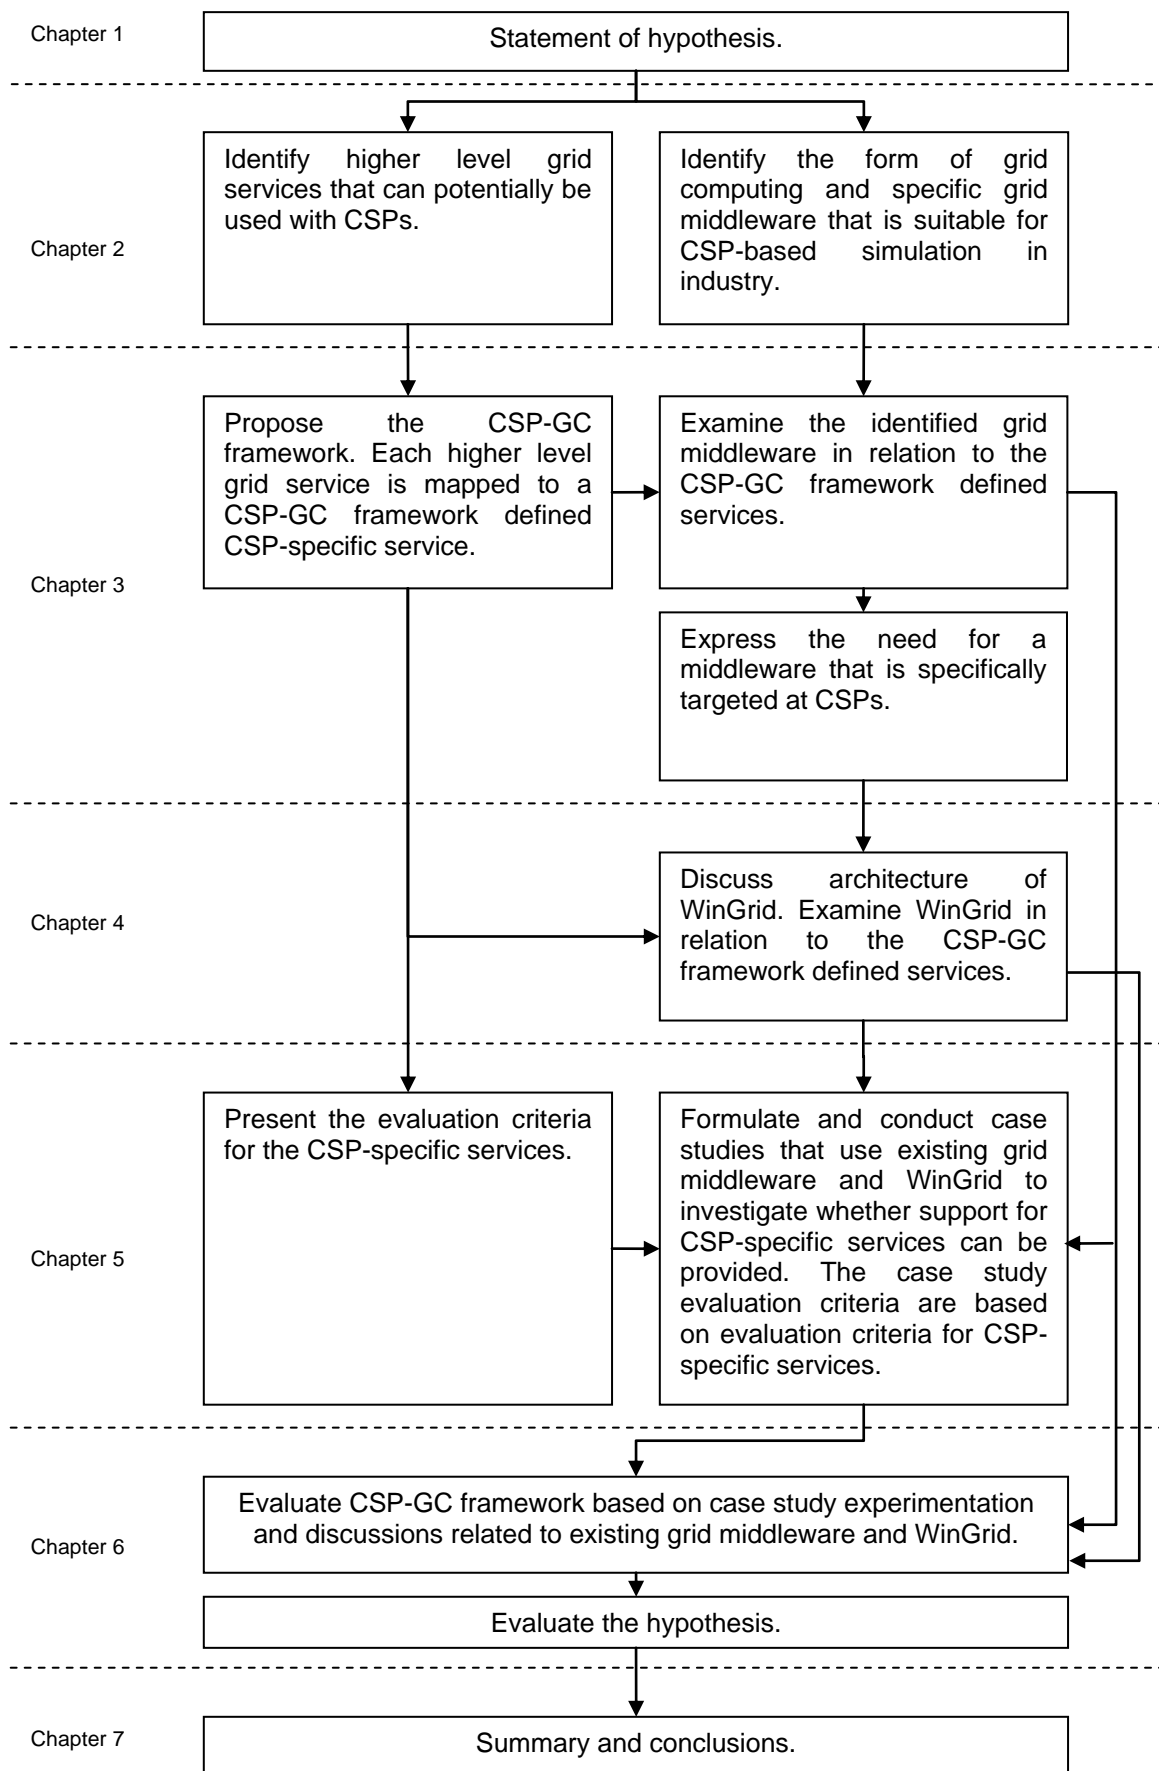 Chapter 1
Statement of hypothesis.
Chapter 2
Identify higher level grid
services that can potentially be
used with CSPs.
Identify the form of grid
computing and specific grid
middleware that is suitable for
CSP-based simulation in
industry.
Chapter 3
Propose the CSP-GC
framework. Each higher level
grid service is mapped to a
CSP-GC framework defined
CSP-specific service.
Examine the identified grid
middleware in relation to the
CSP-GC framework defined
services.
Express the need for a
middleware that is specifically
targeted at CSPs.
Chapter 4
Discuss architecture of
WinGrid. Examine WinGrid in
relation to the CSP-GC
framework defined services.
Chapter 5
Present the evaluation criteria
for the CSP-specific services.
Formulate and conduct case
studies that use existing grid
middleware and WinGrid to
investigate whether support for
CSP-specific services can be
provided. The case study
evaluation criteria are based
on evaluation criteria for CSP-
specific services.
Chapter 6
Evaluate CSP-GC framework based on case study experimentation
and discussions related to existing grid middleware and WinGrid.
Evaluate the hypothesis.
Chapter 7
Summary and conclusions.